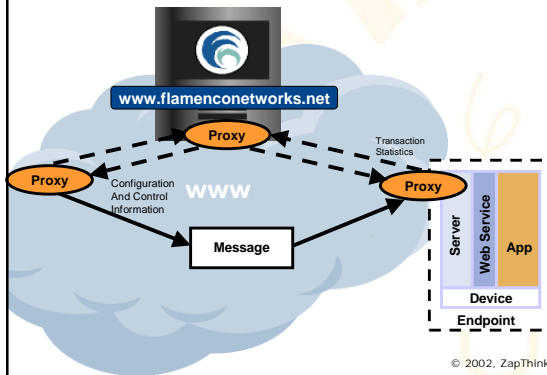 www.flamenconetworks.net
Proxy
Transaction
Statistics
Proxy
Configuration
And Control
Information
www
Proxy
Message
Server
Web Service
App
Device
Endpoint
© 2002, ZapThink